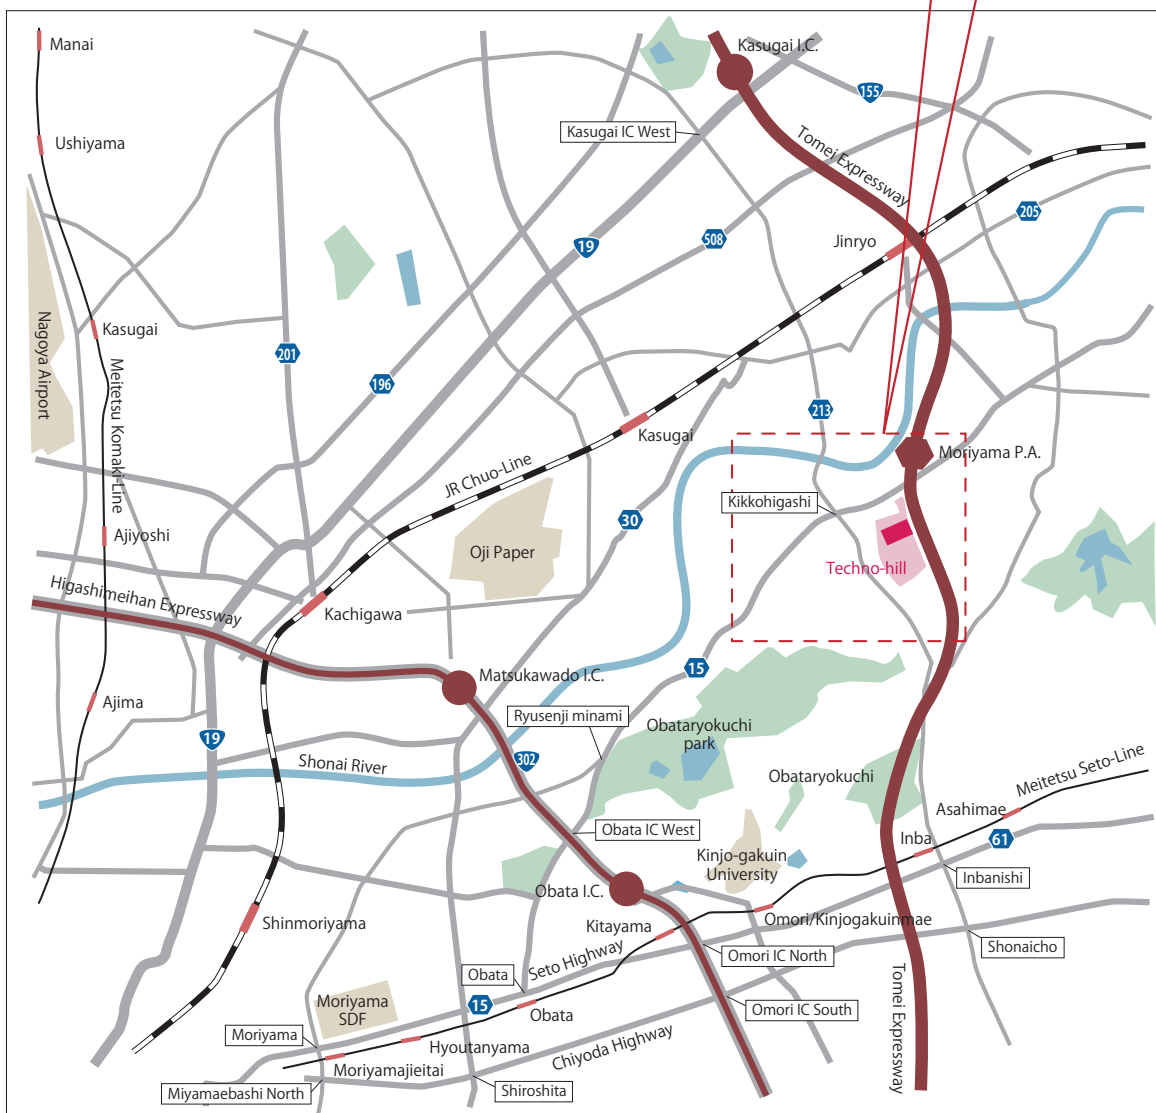 Manai
Kasugai I.C.
155
Kasugai IC West
Ushiyama
Tomei Expressway
205
508
Jinryo
19
Nagoya Airport
Kasugai
Meitetsu Komaki-Line
201
196
213
Kasugai
Moriyama P.A.
JR Chuo-Line
Kikkohigashi
30
Ajiyoshi
Oji Paper
Techno-hill
Higashimeihan Expressway
Kachigawa
15
Matsukawado I.C.
Ajima
Ryusenji minami
Obataryokuchi
park
19
302
Shonai River
Obataryokuchi
Meitetsu Seto-Line
Asahimae
Obata IC West
Inba
61
Kinjo-gakuin
University
Inbanishi
Obata I.C.
Omori/Kinjogakuinmae
Shinmoriyama
Kitayama
Shonaicho
Omori IC North
Seto Highway
Obata
Tomei Expressway
Moriyama
SDF
15
Obata
Omori IC South
Moriyama
Hyoutanyama
Chiyoda Highway
Moriyamajieitai
Miyamaebashi North
Shiroshita